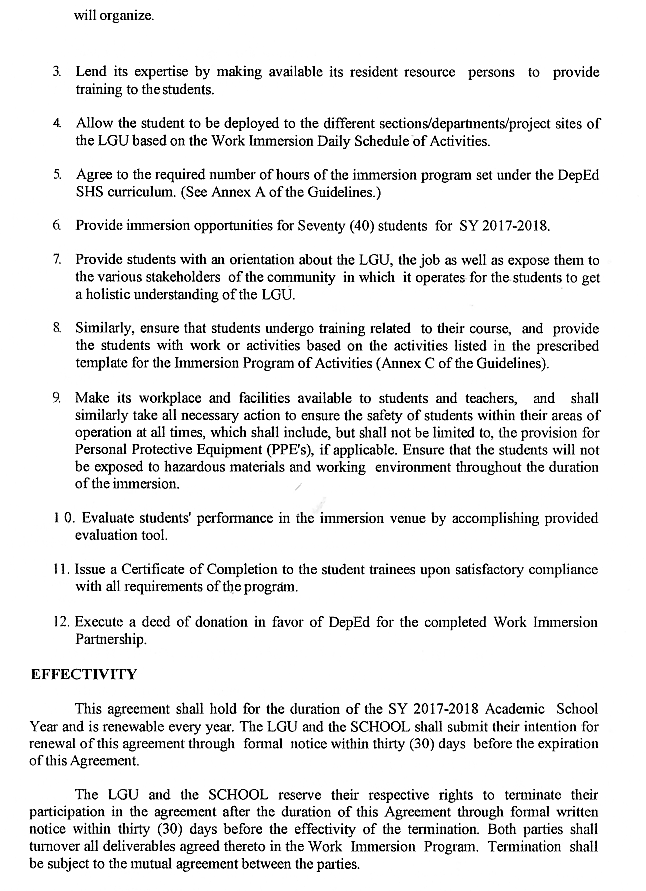 will organize.
3. Lend its expertise by making available its resident resource persons to provide
training to the students.
4. Allow the student to be deployed to the different sections/departments/project sites of
the LGU based on the Work Immersion Daily Schedule of Activities.
5. Agree to the required number of hours of the immersion program set under the DepEd
SHS curriculum. (See Annex A of the Guidelines.)
6. Provide immersion opportunities for Seventy (40) students for SY 2017-2018.
7. Provide students with an orientation about the LGU, the job as well as expose them to
the various stakeholders of the community in which it operates for the students to get
a holistic understanding of the LGU.
8. Similarly, ensure that students undergo training related to their course, and provide
the students with work or activities based on the activities listed in the prescribed
template for the Immersion Program of Activities (Annex C of the Guidelines).
9. Make its workplace and facilities available to students and teachers, and shall
similarly take all necessary action to ensure the safety of students within their areas of
operation at all times, which shall include, but shall not be limited to, the provision for
Personal Protective Equipment (PPE's), if applicable. Ensure that the students will not
be exposed to hazardous materials and working environment throughout the duration
of the immersion.
1 0. Evaluate students' performance in the immersion venue by accomplishing provided
evaluation tool.
11. Issue a Certificate of Completion to the student trainees upon satisfactory compliance
with all requirements of the program.
12. Execute a deed of donation in favor of DepEd for the completed Work Immersion
Partnership.
EFFECTIVITY
This agreement shall hold for the duration of the SY 2017-2018 Academic School
Year and is renewable every year. The LGU and the SCHOOL shall submit their intention for
renewal of this agreement through formal notice within thirty (30) days before the expiration
of this Agreement.
The LGU and the SCHOOL reserve their respective rights to terminate their
participation in the agreement after the duration of this Agreement through formal written
notice within thirty (30) days before the effectivity of the termination. Both parties shall
turnover all deliverables agreed thereto in the Work Immersion Program. Termination shall
be subject to the mutual agreement between the parties.